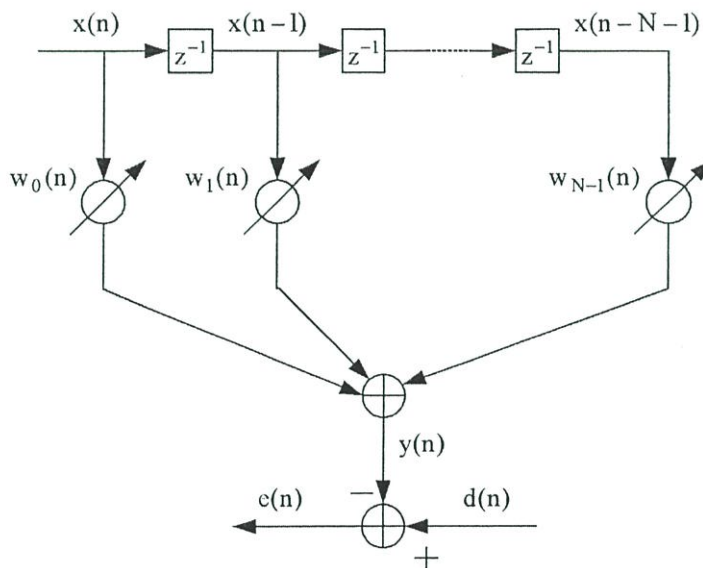 x(n) x(n−1) x(n−N−1)
z⁻¹ z⁻¹ z⁻¹
w₀(n) w₁(n) w_{N−1}(n)
y(n)
e(n) − d(n)
+